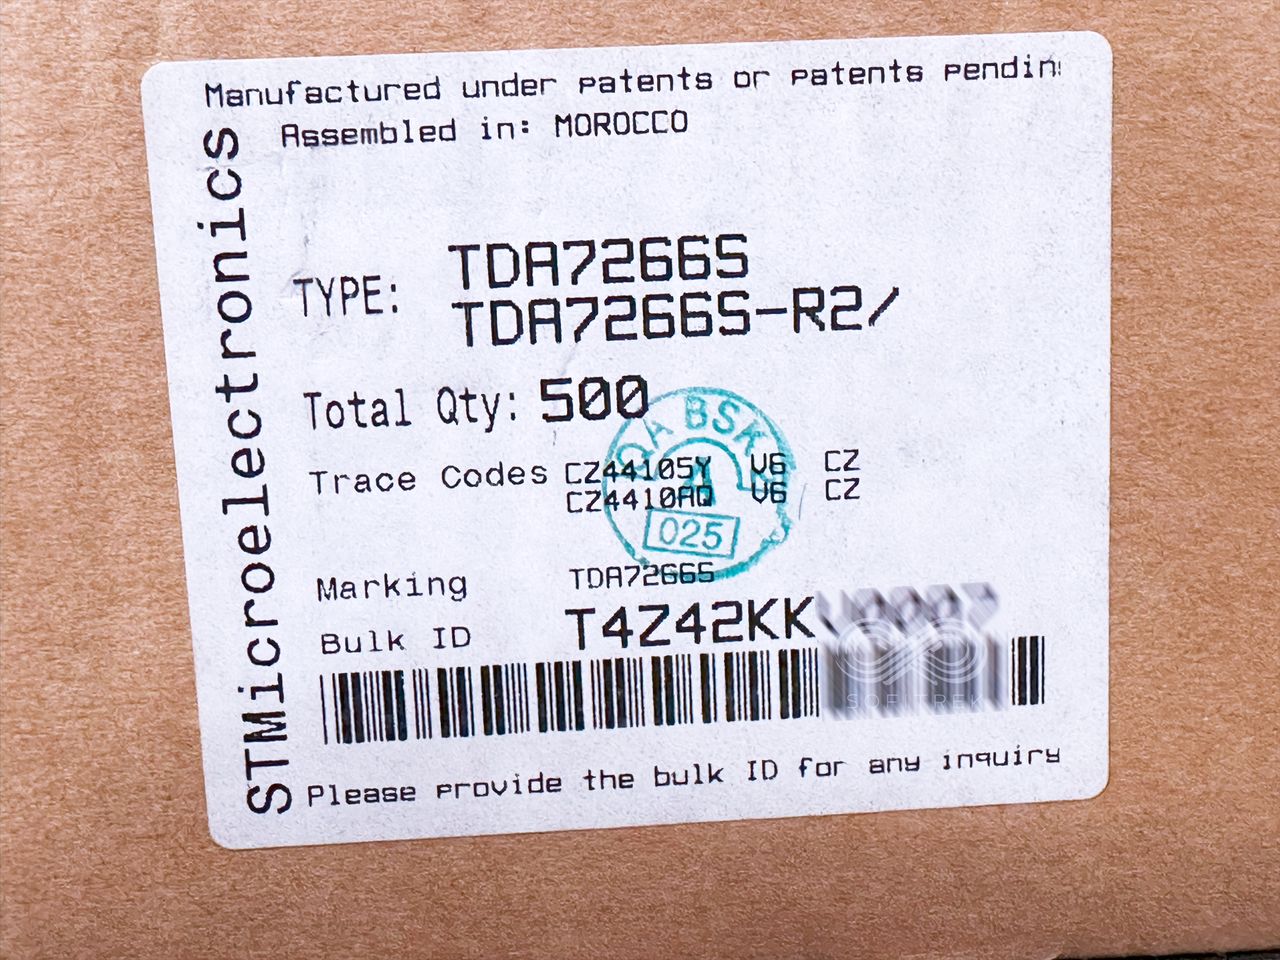 Manufactured under patents or patents pendin
Assembled in: MOROCCO
STMicroelectronics
TYPE: TDA7266S
TDA7266S-R2/
Total Qty: 500
Trace Codes CZ44105Y V6 CZ
CZ4410AQ V6 CZ
QA BSK
A
025
Marking TDA7266S
Bulk ID T4Z42KK
SOFITREK
Please provide the bulk ID for any inquiry